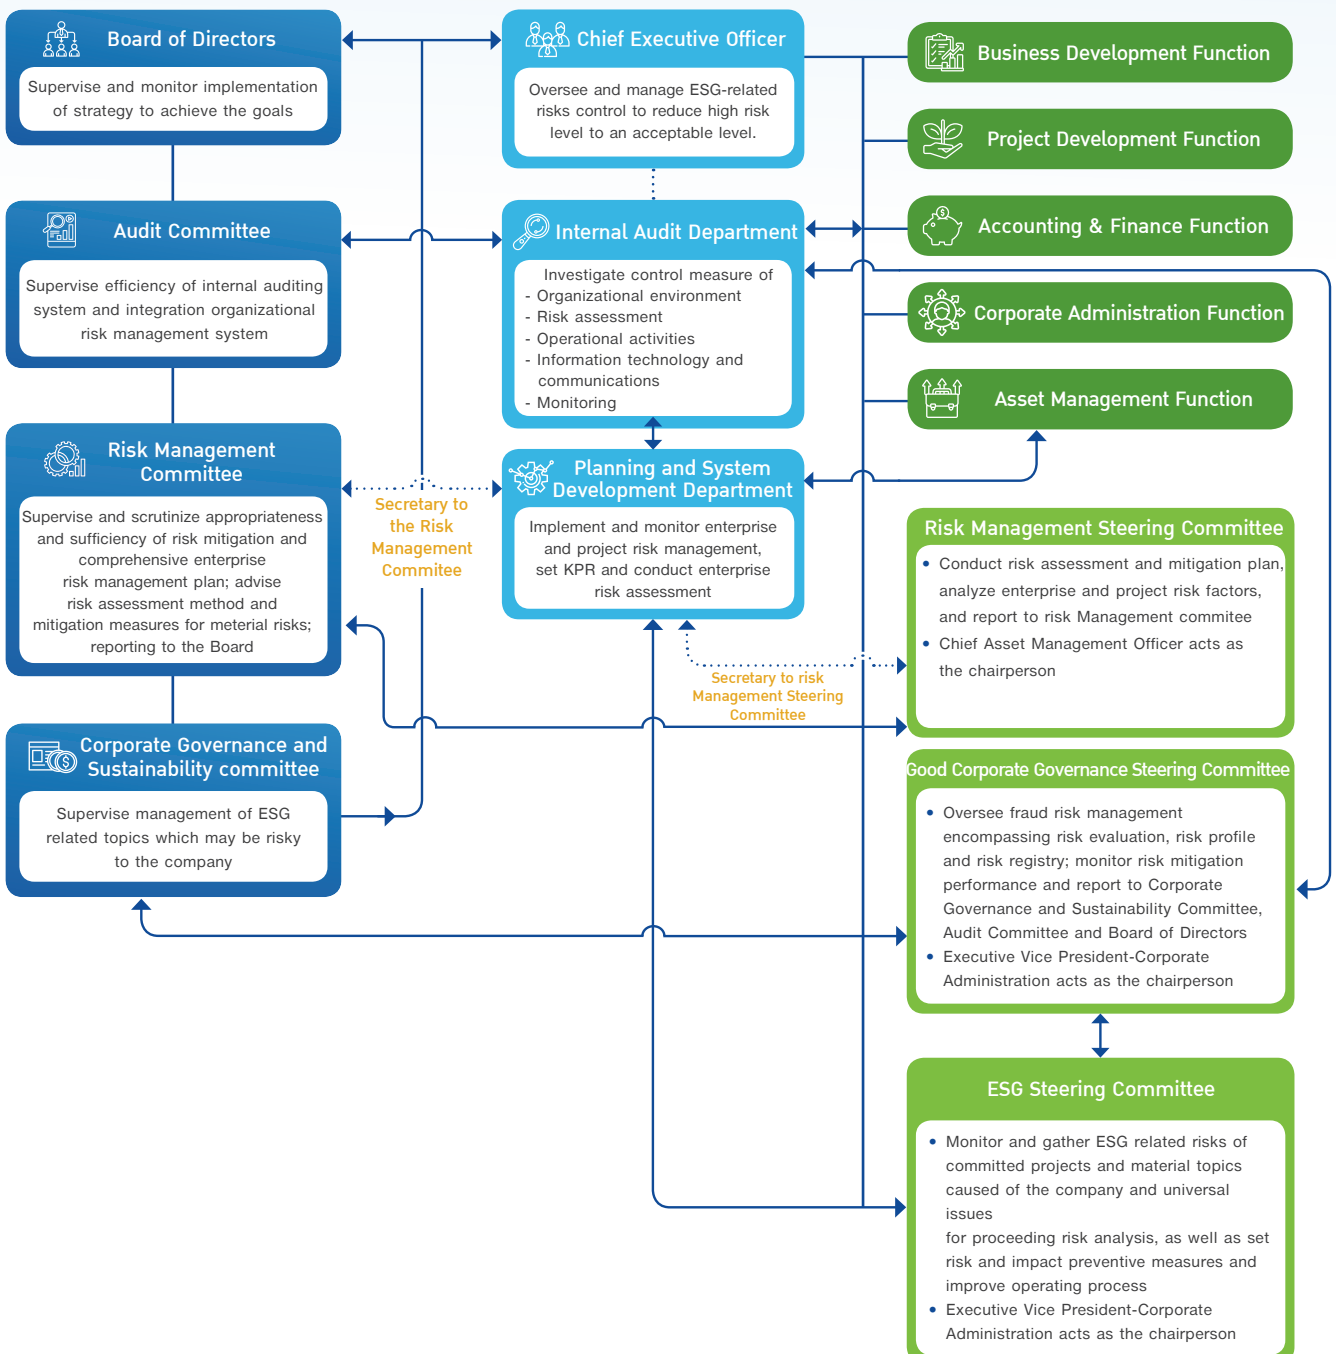 Board of Directors
Supervise and monitor implementation
of strategy to achieve the goals
Audit Committee
Supervise efficiency of internal auditing
system and integration organizational
risk management system
Risk Management
Committee
Supervise and scrutinize appropriateness
and sufficiency of risk mitigation and
comprehensive enterprise
risk management plan; advise
risk assessment method and
mitigation measures for meterial risks;
reporting to the Board
Corporate Governance and
Sustainability committee
Supervise management of ESG
related topics which may be risky
to the company
Secretary to
the Risk
Management
Commitee
Chief Executive Officer
Oversee and manage ESG-related
risks control to reduce high risk
level to an acceptable level.
Internal Audit Department
Investigate control measure of
- Organizational environment
- Risk assessment
- Operational activities
- Information technology and
communications
- Monitoring
Planning and System
Development Department
Implement and monitor enterprise
and project risk management,
set KPR and conduct enterprise
risk assessment
Secretary to risk
Management Steering
Committee
Business Development Function
Project Development Function
Accounting & Finance Function
Corporate Administration Function
Asset Management Function
Risk Management Steering Committee
• Conduct risk assessment and mitigation plan,
analyze enterprise and project risk factors,
and report to risk Management commitee
• Chief Asset Management Officer acts as
the chairperson
Good Corporate Governance Steering Committee
• Oversee fraud risk management
encompassing risk evaluation, risk profile
and risk registry; monitor risk mitigation
performance and report to Corporate
Governance and Sustainability Committee,
Audit Committee and Board of Directors
• Executive Vice President-Corporate
Administration acts as the chairperson
ESG Steering Committee
• Monitor and gather ESG related risks of
committed projects and material topics
caused of the company and universal
issues
for proceeding risk analysis, as well as set
risk and impact preventive measures and
improve operating process
• Executive Vice President-Corporate
Administration acts as the chairperson